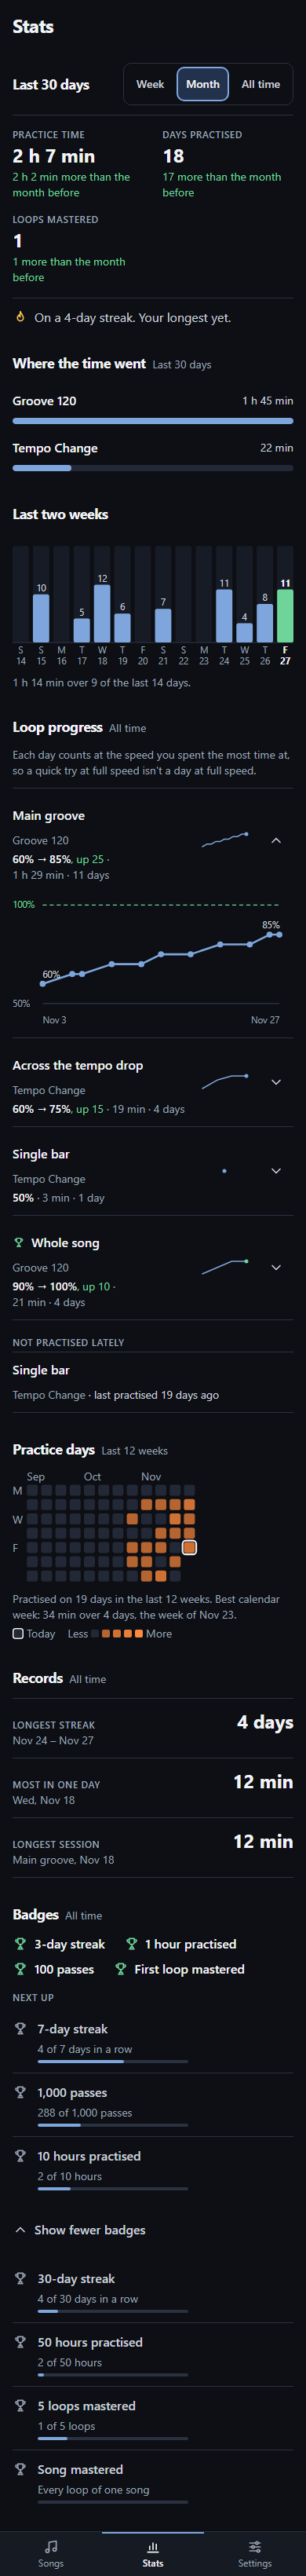 Stats
Last 30 days
Week Month All time
PRACTICE TIME
2 h 7 min
2 h 2 min more than the
month before
DAYS PRACTISED
18
17 more than the month
before
LOOPS MASTERED
1
1 more than the month
before
On a 4-day streak. Your longest yet.
Where the time went Last 30 days
Groove 120 1 h 45 min
Tempo Change 22 min
Last two weeks
10 5 12 6 7 11 4 8 11
S M T W T F S S M T W T F
14 15 16 17 18 19 20 21 22 23 24 25 26 27
1 h 14 min over 9 of the last 14 days.
Loop progress All time
Each day counts at the speed you spent the most time at,
so a quick try at full speed isn't a day at full speed.
Main groove
Groove 120
60% → 85%, up 25 ·
1 h 29 min · 11 days
100%
85%
60%
50%
Nov 3 Nov 27
Across the tempo drop
Tempo Change
60% → 75%, up 15 · 19 min · 4 days
Single bar
Tempo Change
50% · 3 min · 1 day
Whole song
Groove 120
90% → 100%, up 10 ·
21 min · 4 days
NOT PRACTISED LATELY
Single bar
Tempo Change · last practised 19 days ago
Practice days Last 12 weeks
Sep Oct Nov
M
W
F
Practised on 19 days in the last 12 weeks. Best calendar
week: 34 min over 4 days, the week of Nov 23.
Today Less More
Records All time
LONGEST STREAK
Nov 24 – Nov 27
4 days
MOST IN ONE DAY
Wed, Nov 18
12 min
LONGEST SESSION
Main groove, Nov 18
12 min
Badges All time
3-day streak 1 hour practised
100 passes First loop mastered
NEXT UP
7-day streak
4 of 7 days in a row
1,000 passes
288 of 1,000 passes
10 hours practised
2 of 10 hours
Show fewer badges
30-day streak
4 of 30 days in a row
50 hours practised
2 of 50 hours
5 loops mastered
1 of 5 loops
Song mastered
Every loop of one song
Songs Stats Settings